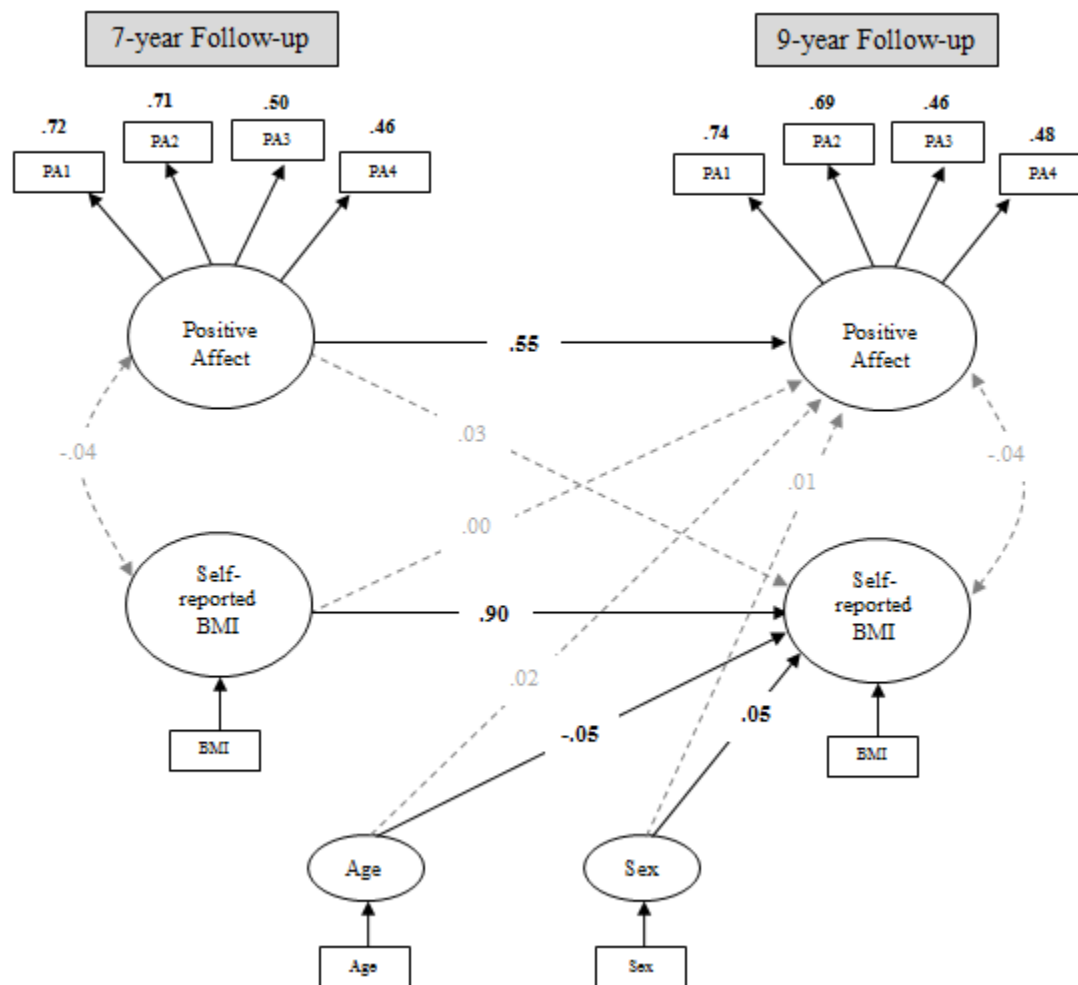 7-year Follow-up
9-year Follow-up
.72
.71
.50
.46
PA1
PA2
PA3
PA4
.74
.69
.46
.48
PA1
PA2
PA3
PA4
Positive
Affect
Positive
Affect
.55
-.04
.03
.00
.01
-.04
Self-
reported
BMI
Self-
reported
BMI
.90
.02
-.05
.05
BMI
BMI
Age
Sex
Age
Sex